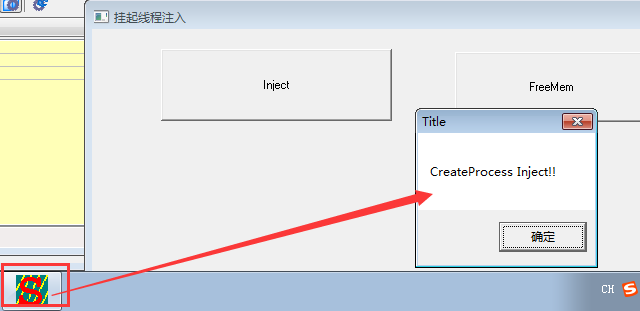 挂起线程注入
Inject
FreeMem
Title
CreateProcess Inject!!
确定
S
CH S